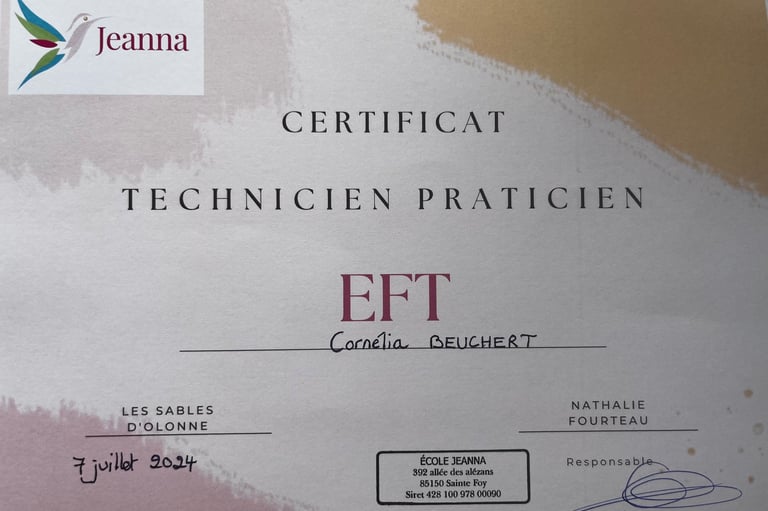 Jeanna
CERTIFICAT
TECHNICIEN PRATICIEN
EFT
Cornélia BEUCHERT
LES SABLES
D'OLONNE
7 juillet 2024
NATHALIE
FOURTEAU
Responsable
ÉCOLE JEANNA
392 allée des alézans
85150 Sainte Foy
Siret 428 100 978 00090